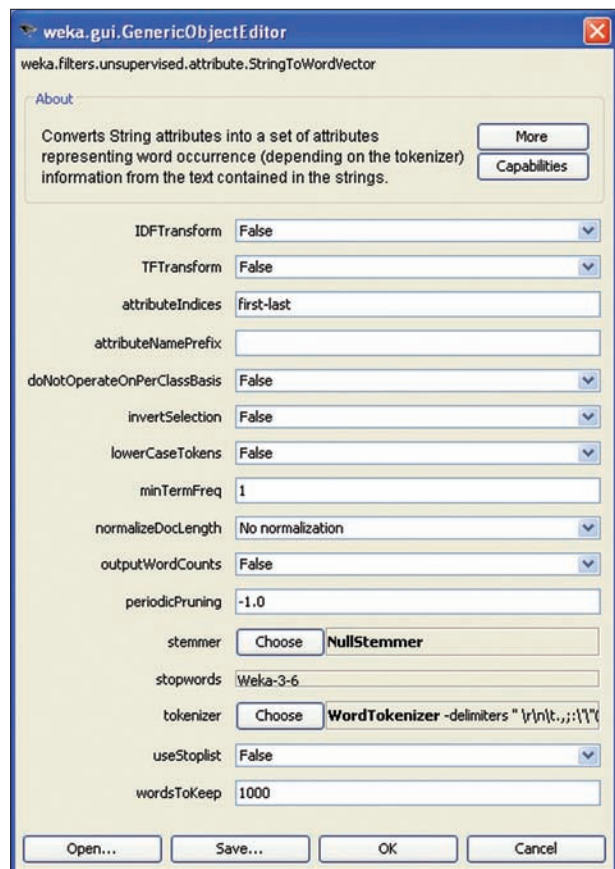 weka.gui.GenericObjectEditor
weka.filters.unsupervised.attribute.StringToWordVector
About
Converts String attributes into a set of attributes
representing word occurrence (depending on the tokenizer)
information from the text contained in the strings.
More
Capabilities
IDFTransform False
TFTransform False
attributeIndices first-last
attributeNamePrefix
doNotOperateOnPerClassBasis False
invertSelection False
lowerCaseTokens False
minTermFreq 1
normalizeDocLength No normalization
outputWordCounts False
periodicPruning -1.0
stemmer Choose NullStemmer
stopwords Weka-3-6
tokenizer Choose WordTokenizer -delimiters " \r\n\t.,;:\'\"(
useStoplist False
wordsToKeep 1000
Open... Save... OK Cancel